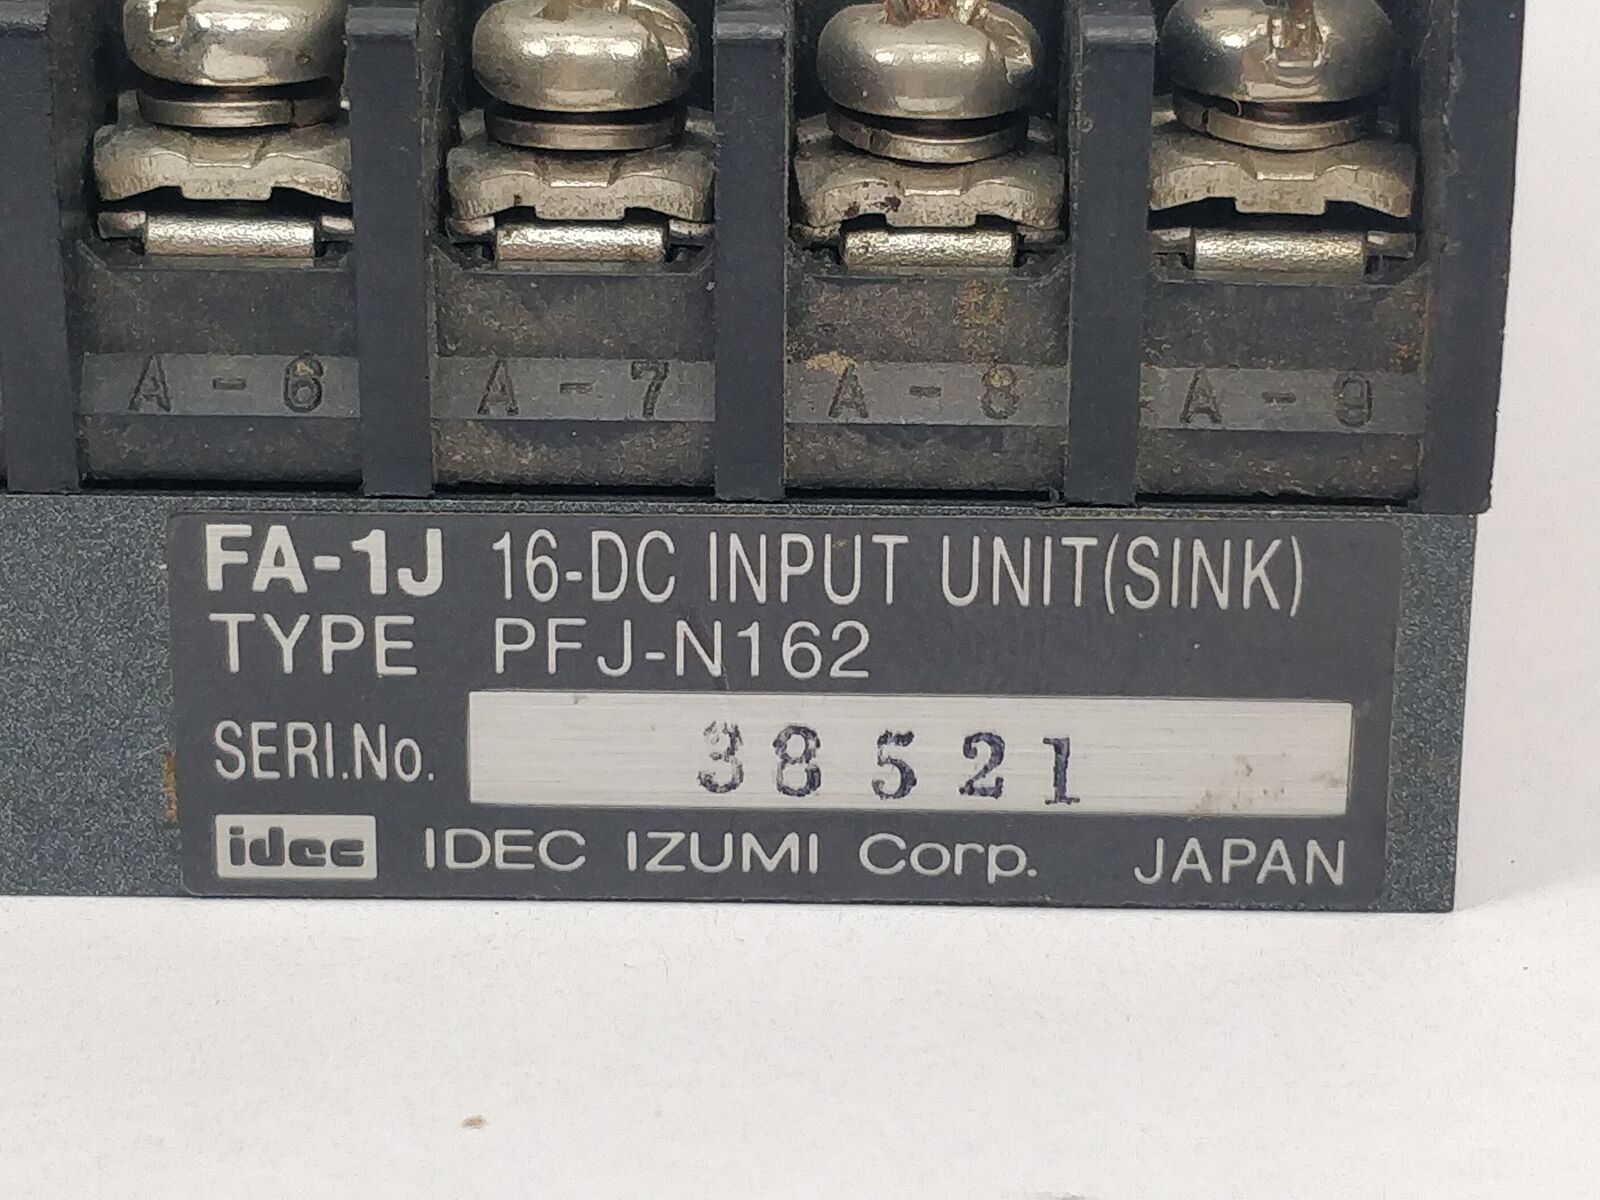 A-6 A-7 A-8 A-9
FA-1J 16-DC INPUT UNIT(SINK)
TYPE PFJ-N162
SERI.No. 38521
idec IDEC IZUMI Corp. JAPAN